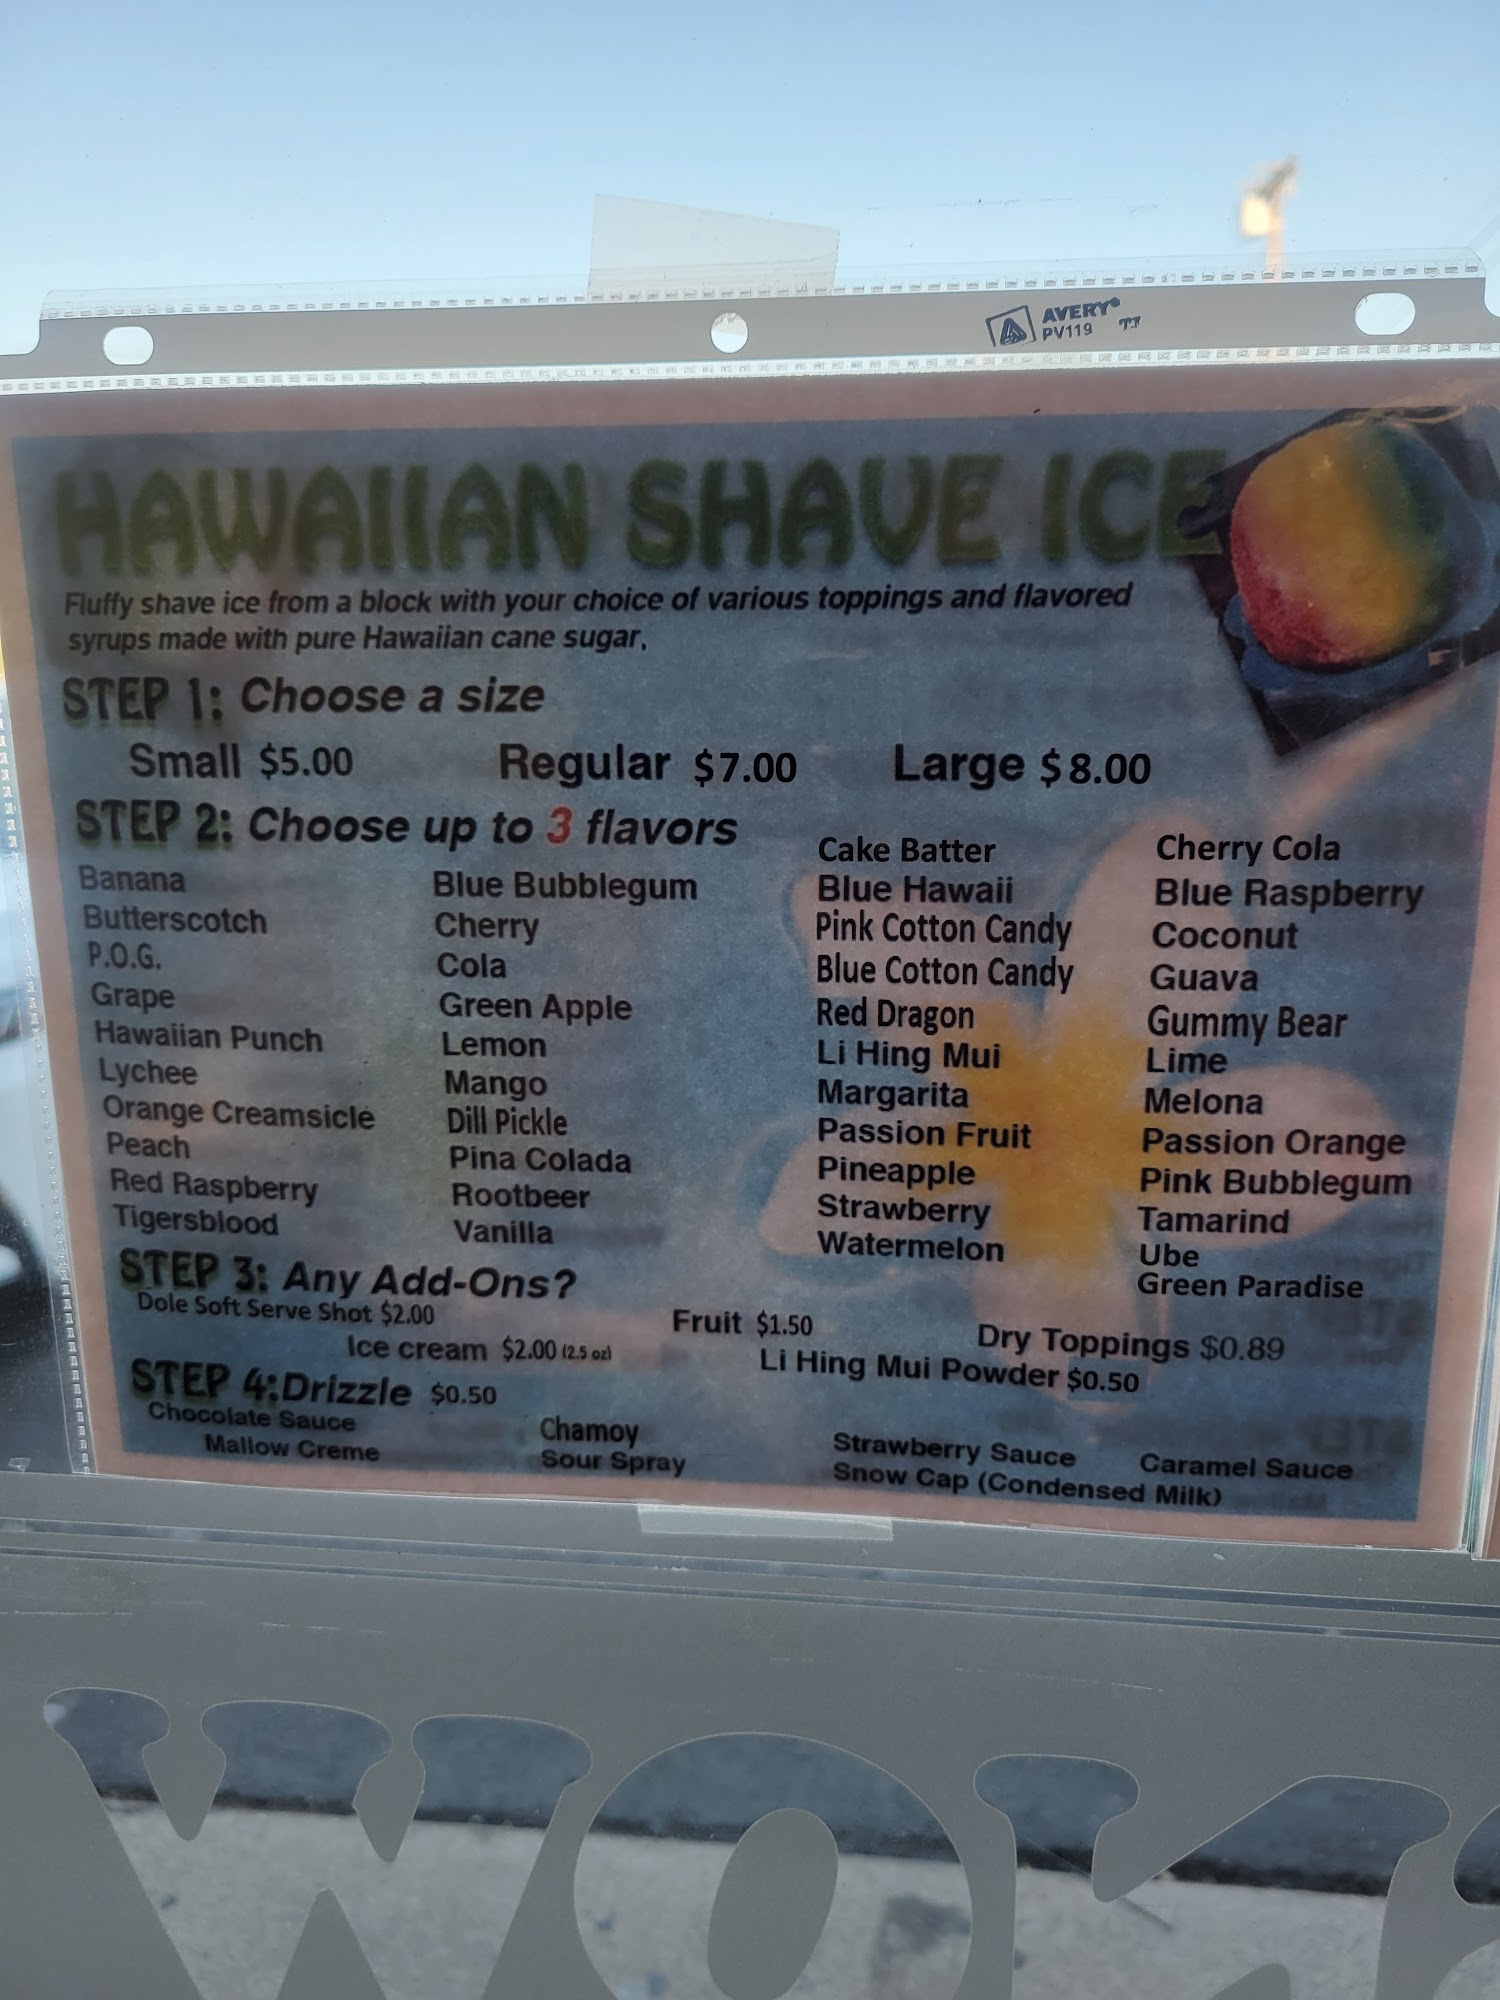 AVERY®
PV119
HAWAIIAN SHAVE ICE
Fluffy shave ice from a block with your choice of various toppings and flavored
syrups made with pure Hawaiian cane sugar.
STEP 1: Choose a size
Small $5.00 Regular $7.00 Large $8.00
STEP 2: Choose up to 3 flavors
Banana
Butterscotch
P.O.G.
Grape
Hawaiian Punch
Lychee
Orange Creamsicle
Peach
Red Raspberry
Tigersblood
Blue Bubblegum
Cherry
Cola
Green Apple
Lemon
Mango
Dill Pickle
Pina Colada
Rootbeer
Vanilla
Cake Batter
Blue Hawaii
Pink Cotton Candy
Blue Cotton Candy
Red Dragon
Li Hing Mui
Margarita
Passion Fruit
Pineapple
Strawberry
Watermelon
Cherry Cola
Blue Raspberry
Coconut
Guava
Gummy Bear
Lime
Melona
Passion Orange
Pink Bubblegum
Tamarind
Ube
Green Paradise
STEP 3: Any Add-Ons?
Dole Soft Serve Shot $2.00
Fruit $1.50
Dry Toppings $0.89
Ice cream $2.00 (2.5 oz)
Li Hing Mui Powder $0.50
STEP 4: Drizzle $0.50
Chocolate Sauce
Mallow Creme
Chamoy
Sour Spray
Strawberry Sauce
Caramel Sauce
Snow Cap (Condensed Milk)